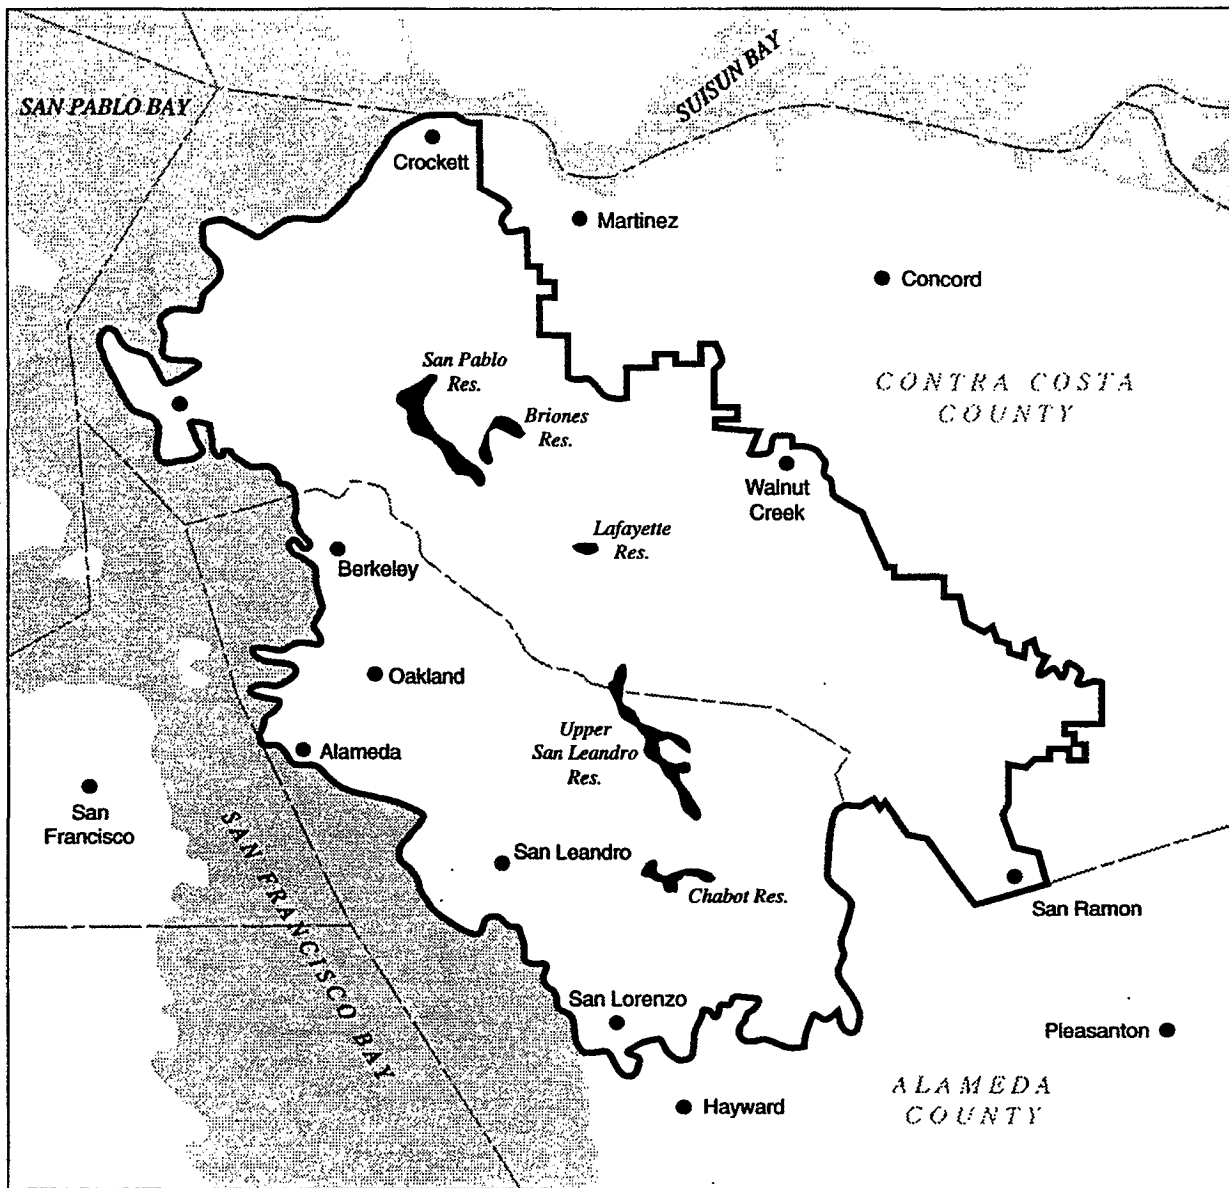 SUISUN BAY
SAN PABLO BAY
Crockett
Martinez
Concord
San Pablo
Res.
CONTRA COSTA
COUNTY
Briones
Res.
Walnut
Creek
Lafayette
Res.
Berkeley
Oakland
Upper
San Leandro
Res.
Alameda
San
Francisco
SAN FRANCISCO BAY
San Leandro
Chabot Res.
San Ramon
San Lorenzo
Pleasanton
ALAMEDA
COUNTY
Hayward